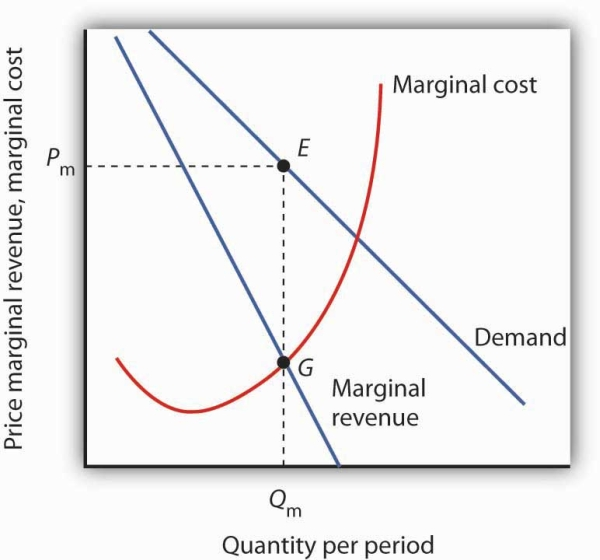 Price marginal revenue, marginal cost
Marginal cost
E
Pm
Demand
G
Marginal
revenue
Qm
Quantity per period